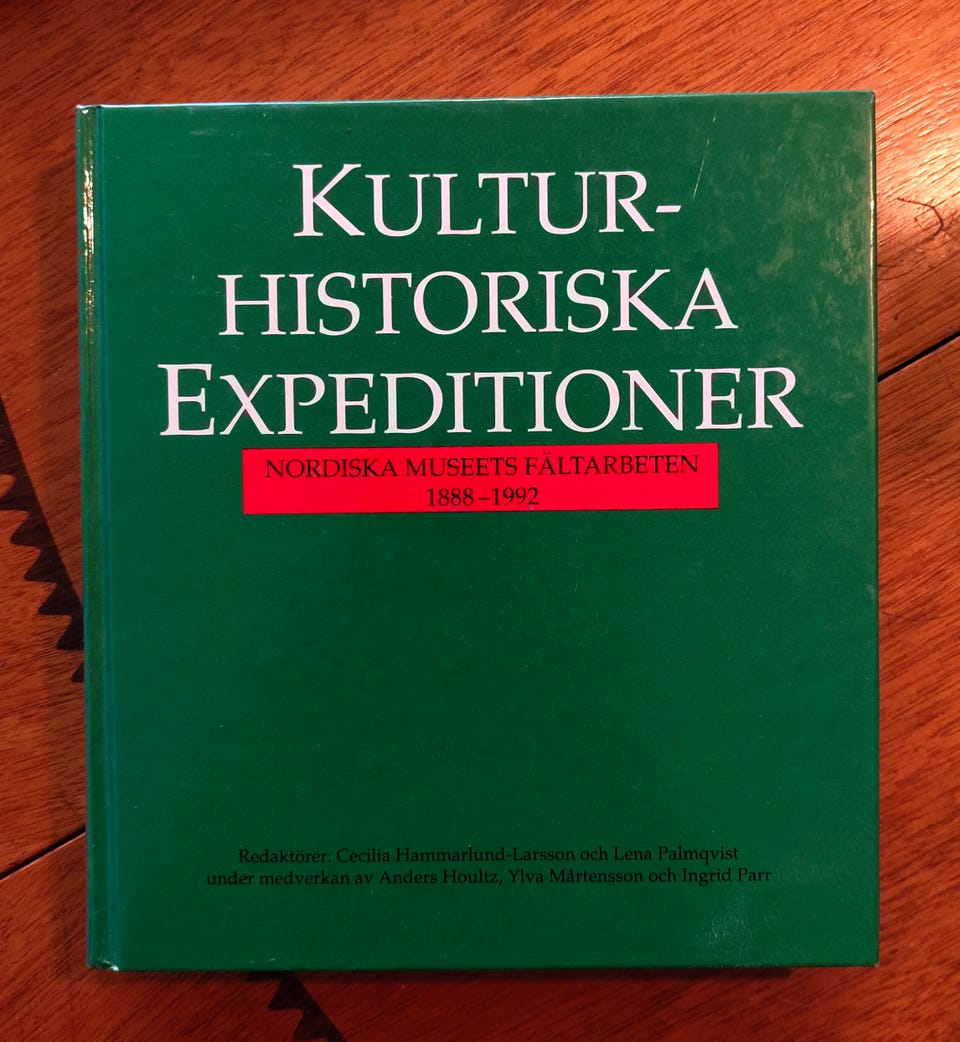 KULTUR-
HISTORISKA
EXPEDITIONER
NORDISKA MUSEETS FÄLTARBETEN
1888–1992
Redaktörer: Cecilia Hammarlund-Larsson och Lena Palmqvist
under medverkan av Anders Houltz, Ylva Mårtensson och Ingrid Parr